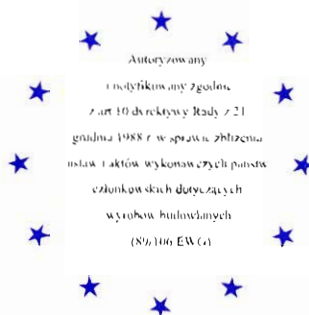 Autoryzowany
i notyfikowany zgodnie
z art 10 dyrektywy Rady z 21
grudnia 1988 r w sprawie zbliżenia
ustaw i aktów wykonawczych państw
członkowskich dotyczących
wyrobów budowlanych
(89/106 EWG)